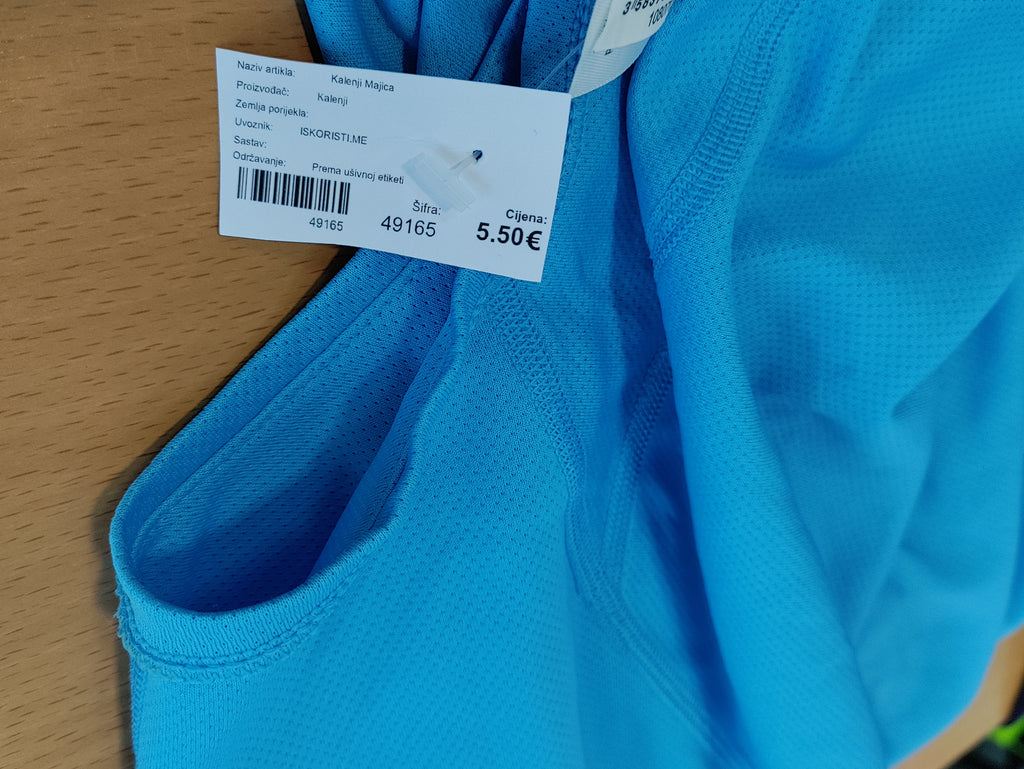 Naziv artikla: Kalenji Majica
Proizvođač: Kalenji
Zemlja porijekla:
Uvoznik: ISKORISTI.ME
Sastav:
Održavanje: Prema ušivnoj etiketi
49165
Šifra:
49165
Cijena:
5.50€